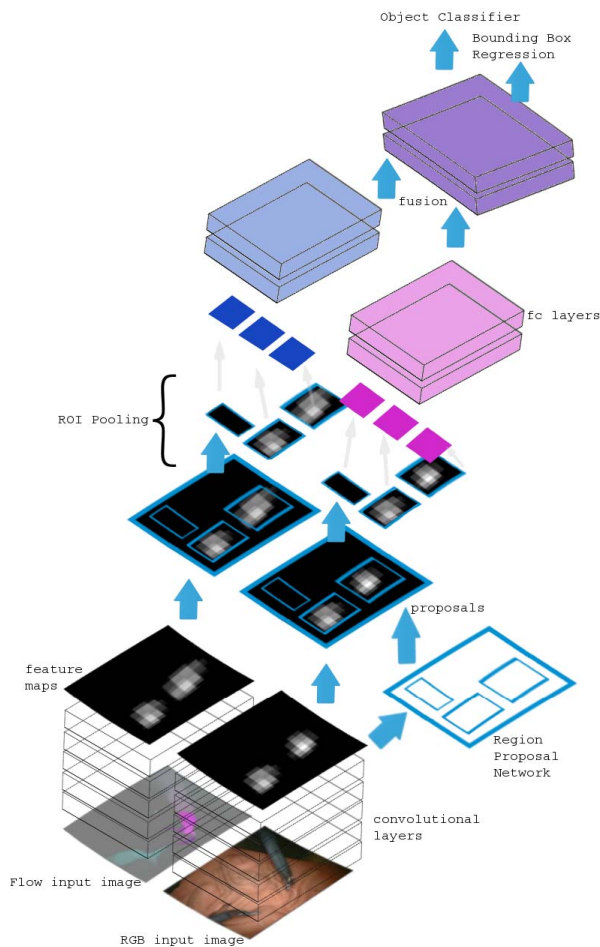 Object Classifier
Bounding Box
Regression
fusion
fc layers
ROI Pooling
proposals
feature
maps
Region
Proposal
Network
convolutional
layers
Flow input image
RGB input image